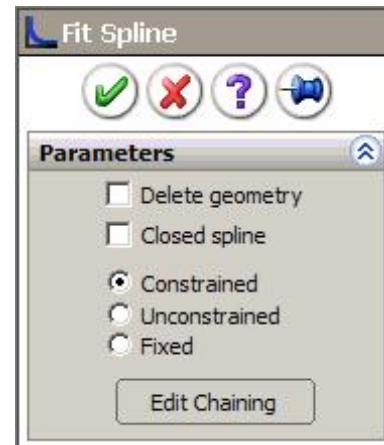 Fit Spline
?
Parameters
Delete geometry
Closed spline
Constrained
Unconstrained
Fixed
Edit Chaining